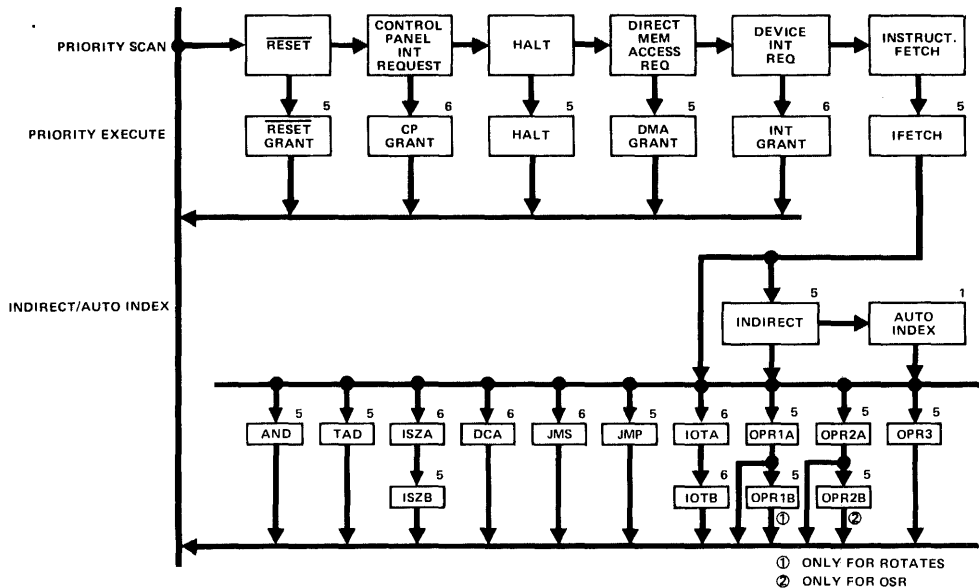 PRIORITY SCAN
RESET
CONTROL
PANEL
INT
REQUEST
HALT
DIRECT
MEM
ACCESS
REQ
DEVICE
INT
REQ
INSTRUCT.
FETCH
5 6 5 5 6 5
PRIORITY EXECUTE
RESET
GRANT
CP
GRANT
HALT
DMA
GRANT
INT
GRANT
IFETCH
5 1
INDIRECT/AUTO INDEX
INDIRECT
AUTO
INDEX
5 5 6 6 6 5 6 5 5 5
AND TAD ISZA DCA JMS JMP IOTA OPR1A OPR2A OPR3
5 6 5 5
ISZB IOTB OPR1B OPR2B
① ②
① ONLY FOR ROTATES
② ONLY FOR OSR